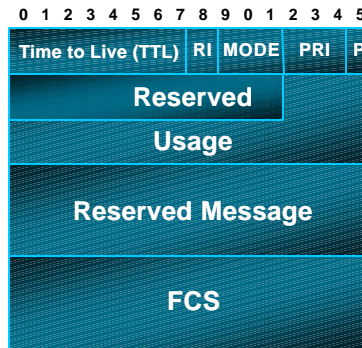 0 1 2 3 4 5 6 7 8 9 0 1 2 3 4 5
Time to Live (TTL) RI MODE PRI P
Reserved
Usage
Reserved Message
FCS